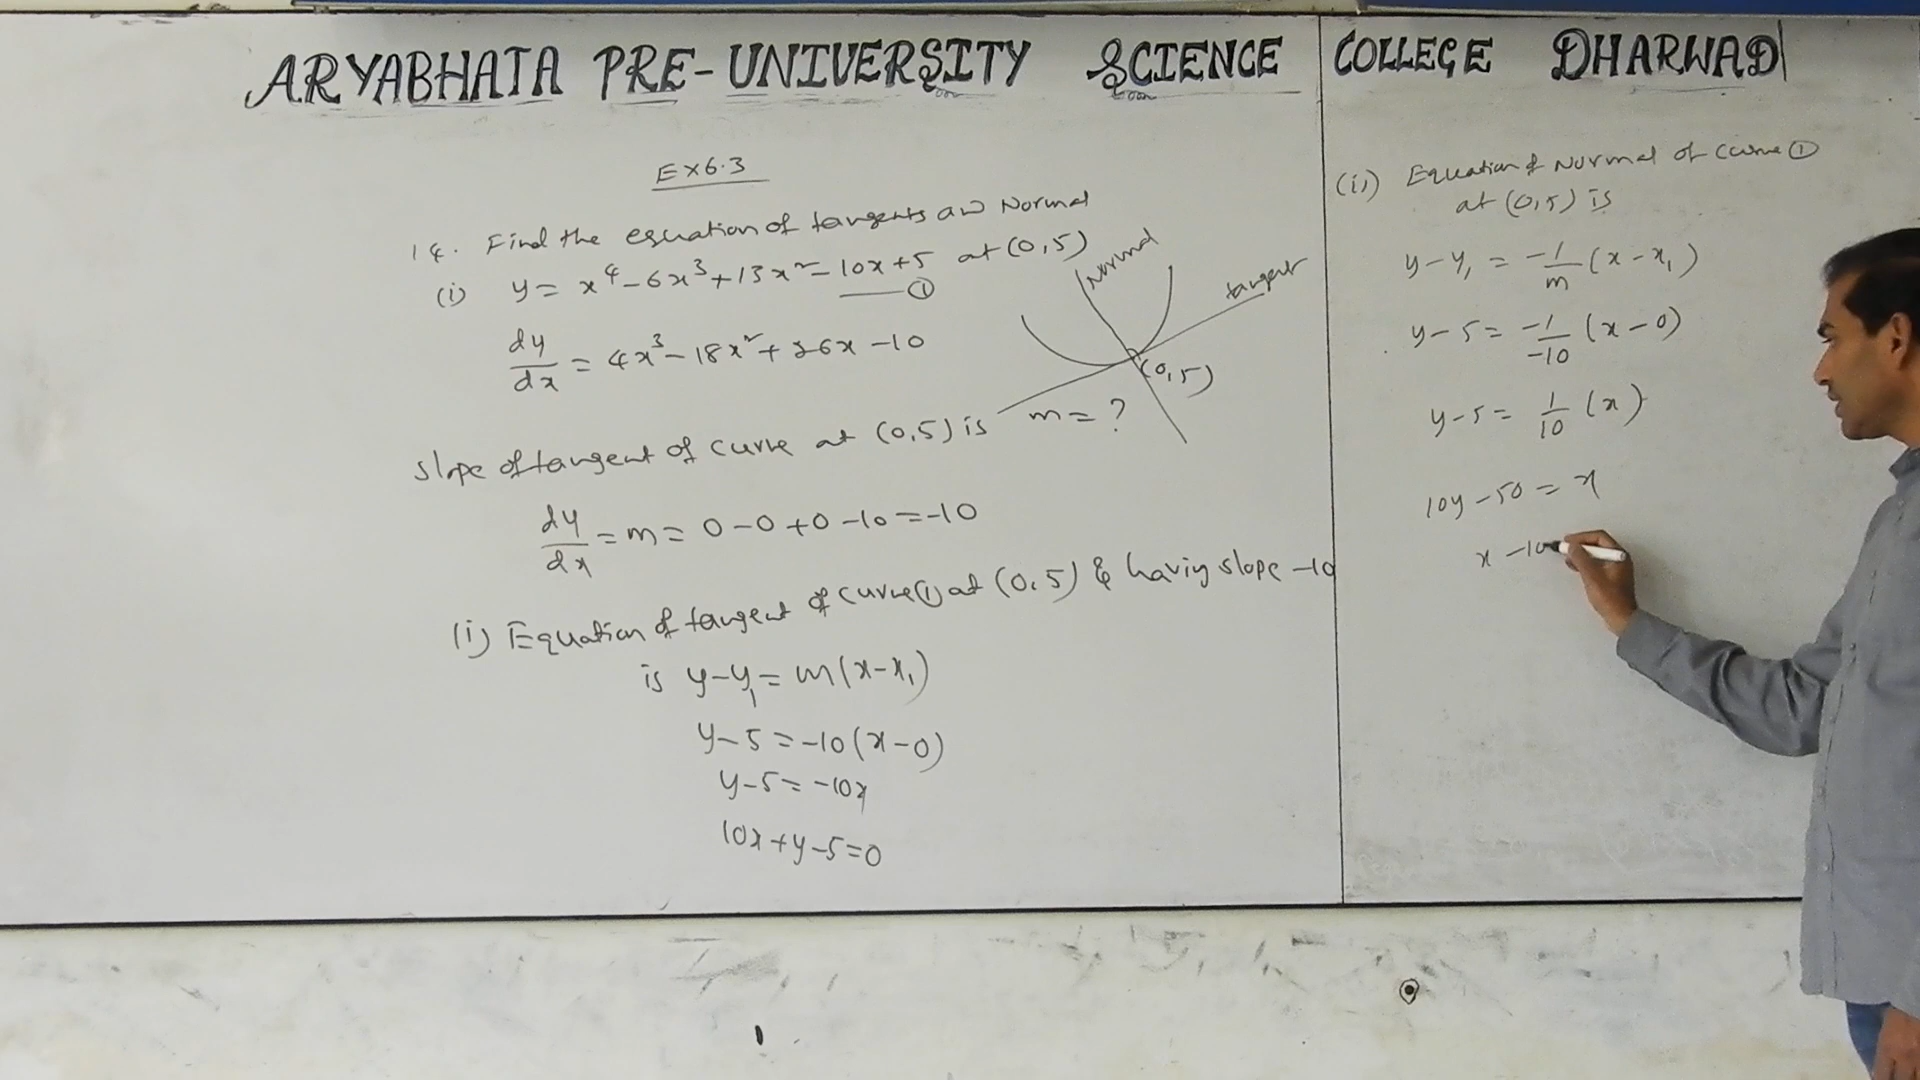 ARYABHATA PRE-UNIVERSITY SCIENCE COLLEGE DHARWAD
EX6.3
14. Find the equation of tangents and Normal
(i) y = x⁴ - 6x³ + 13x² - 10x + 5 at (0,5)
①
dy/dx = 4x³ - 18x² + 26x - 10
Normal
tangent
(0,5)
Slope of tangent of curve at (0,5) is m = ?
dy/dx = m = 0 - 0 + 0 - 10 = -10
(i) Equation of tangent of curve ① at (0,5) & having slope -10
is y - y₁ = m(x - x₁)
y - 5 = -10(x - 0)
y - 5 = -10x
10x + y - 5 = 0
(ii) Equation of Normal of curve ①
at (0,5) is
y - y₁ = -1/m (x - x₁)
y - 5 = -1/-10 (x - 0)
y - 5 = 1/10 (x)
10y - 50 = x
x - 10